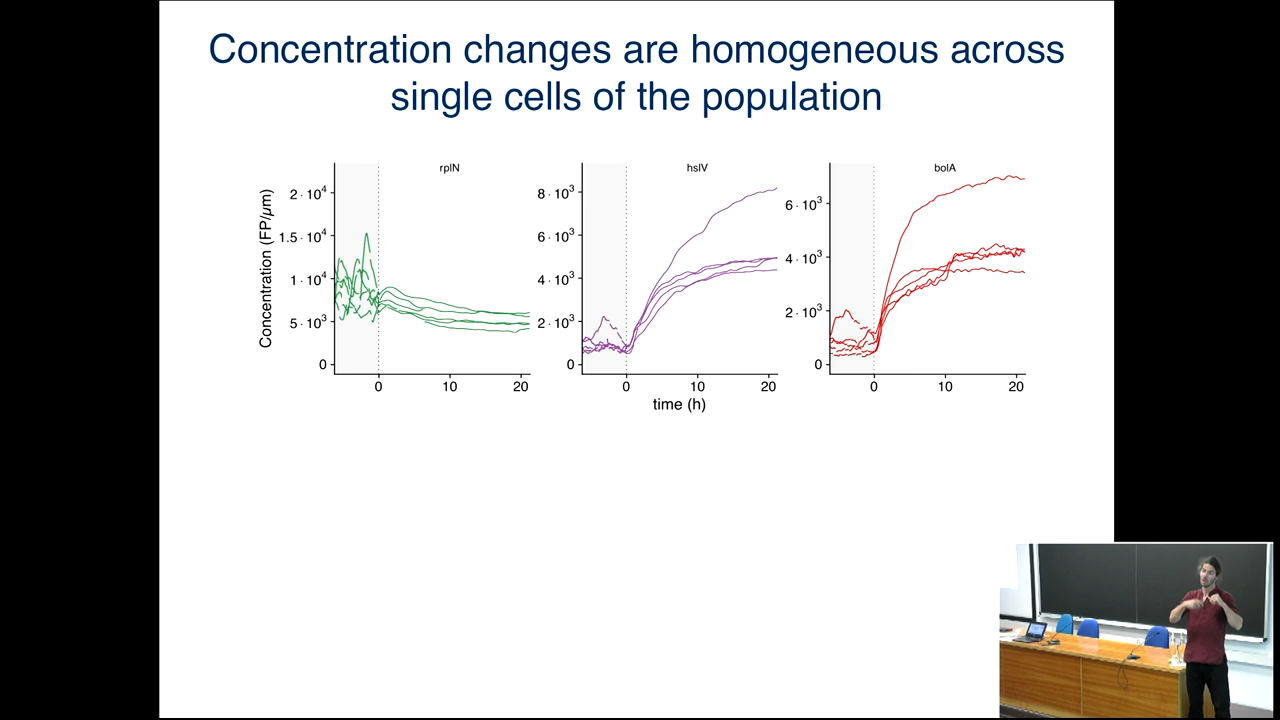 Concentration changes are homogeneous across
single cells of the population
rplN
hslV
bolA
Concentration (FP/µm)
2 · 10⁴
1.5 · 10⁴
1 · 10⁴
5 · 10³
0
8 · 10³
6 · 10³
4 · 10³
2 · 10³
0
6 · 10³
4 · 10³
2 · 10³
0
0 10 20
0 10 20
0 10 20
time (h)